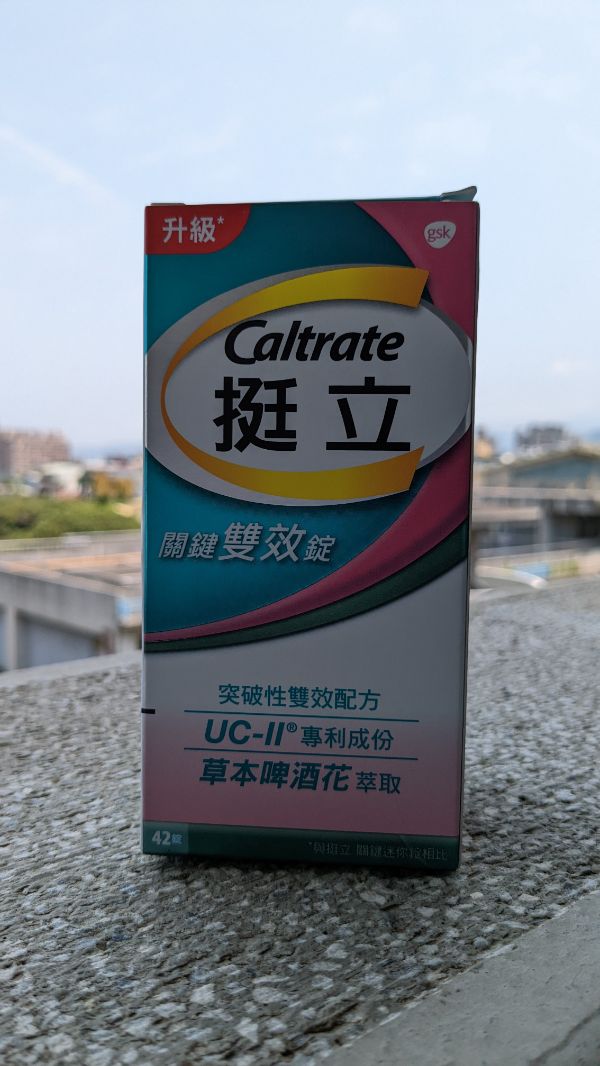 升級*
gsk
Caltrate
挺立
關鍵雙效錠
突破性雙效配方
UC-II® 專利成份
草本啤酒花萃取
42錠
*與挺立 關鍵迷你錠相比